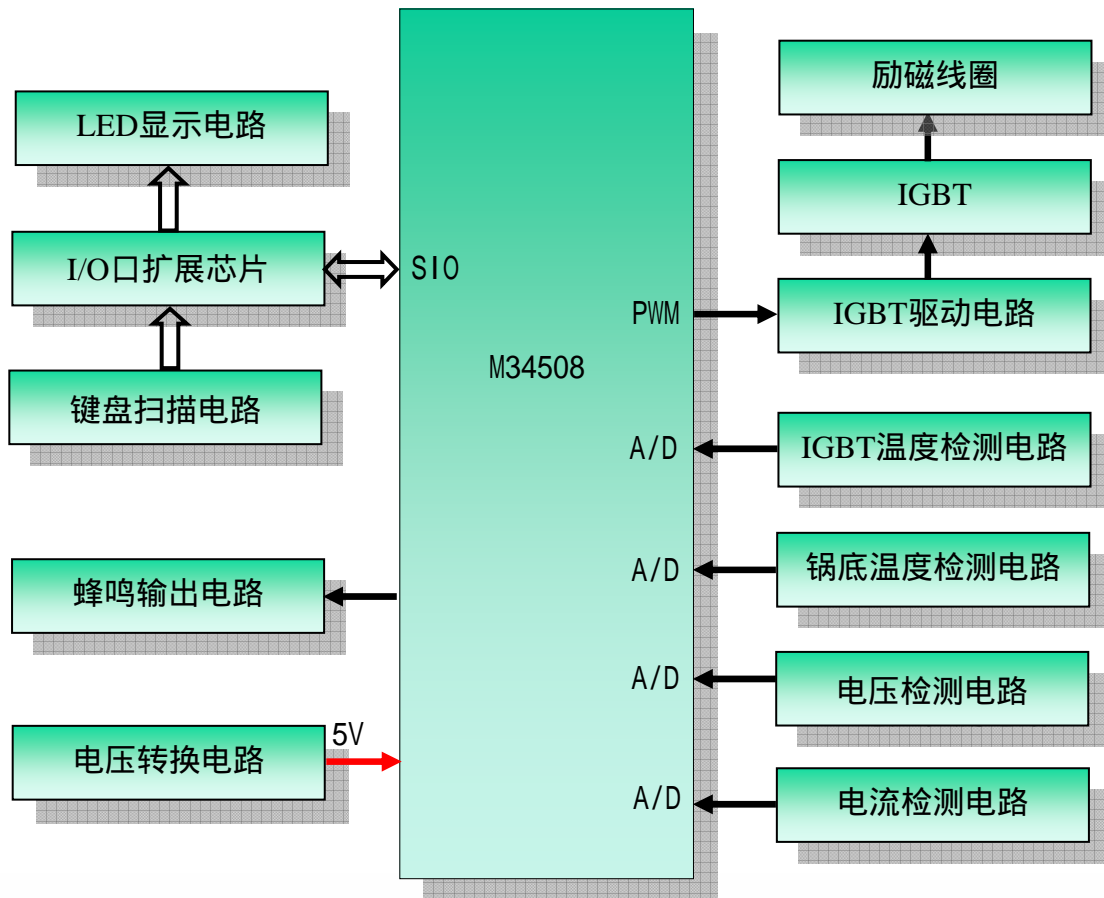 LED显示电路
I/O口扩展芯片
键盘扫描电路
蜂鸣输出电路
电压转换电路
5V
SIO
M34508
PWM
A/D
A/D
A/D
A/D
励磁线圈
IGBT
IGBT驱动电路
IGBT温度检测电路
锅底温度检测电路
电压检测电路
电流检测电路